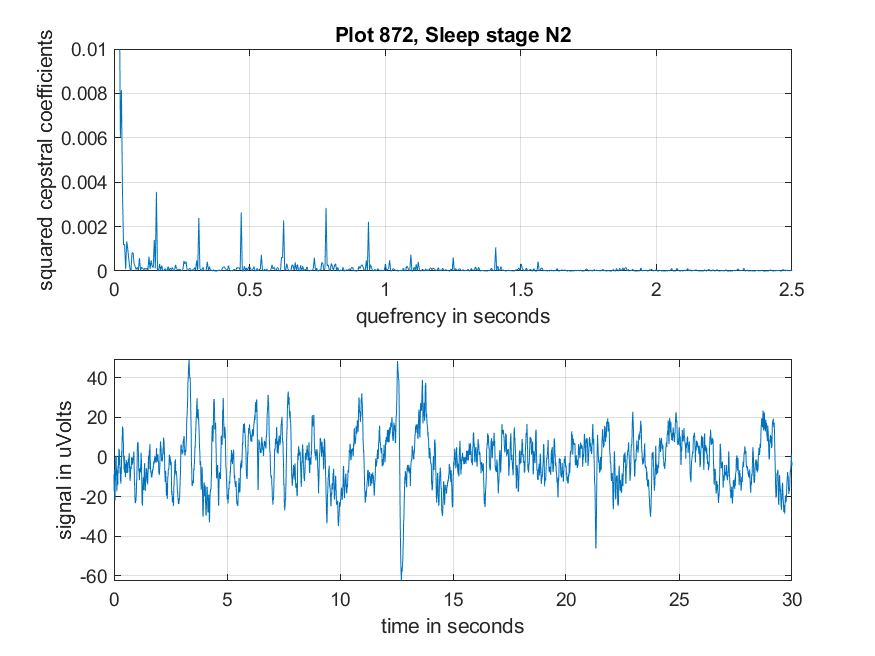 Plot 872, Sleep stage N2
squared cepstral coefficients
0.01
0.008
0.006
0.004
0.002
0
0 0.5 1 1.5 2 2.5
quefrency in seconds
signal in uVolts
40
20
0
-20
-40
-60
0 5 10 15 20 25 30
time in seconds